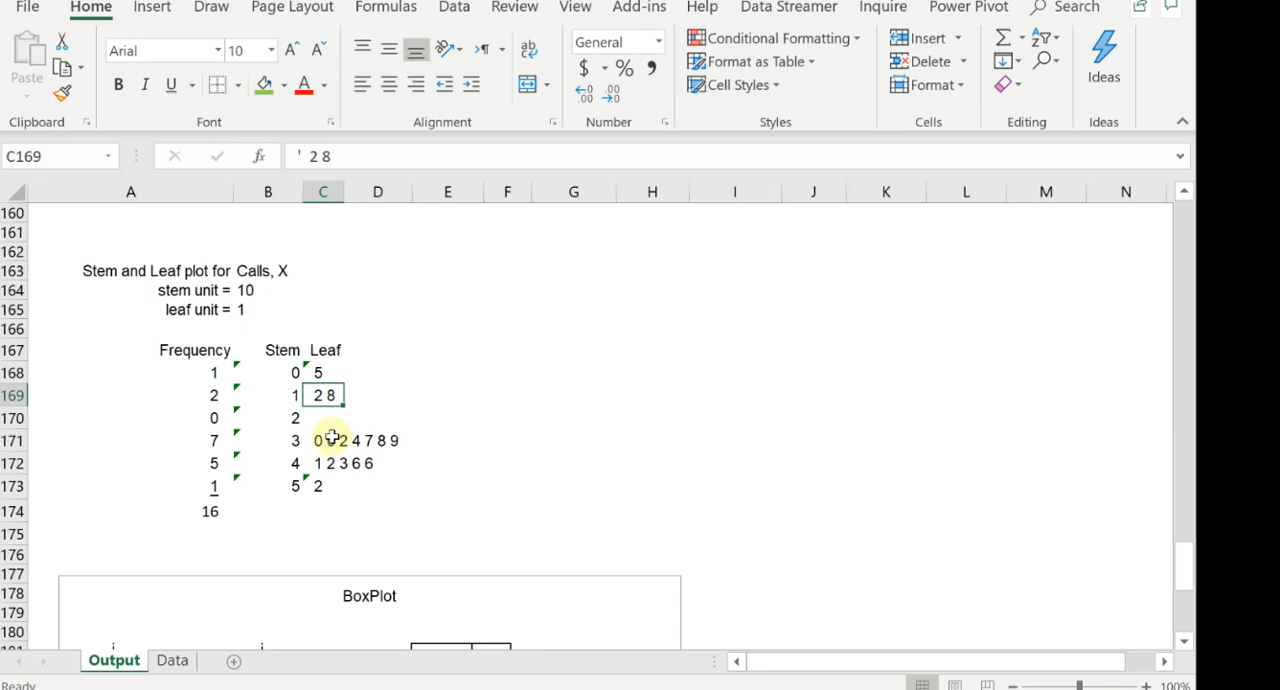 File Home Insert Draw Page Layout Formulas Data Review View Add-ins Help Data Streamer Inquire Power Pivot Search
Paste
Arial 10
B I U
ab
General
$ % 9
Conditional Formatting
Format as Table
Cell Styles
Insert
Delete
Format
Ideas
Clipboard Font Alignment Number Styles Cells Editing Ideas
C169 fx ' 2 8
A B C D E F G H I J K L M N
160
161
162
163 Stem and Leaf plot for Calls, X
164 stem unit = 10
165 leaf unit = 1
166
167 Frequency Stem Leaf
168 1 0 5
169 2 1 2 8
170 0 2
171 7 3 0 0 2 4 7 8 9
172 5 4 1 2 3 6 6
173 1 5 2
174 16
175
176
177
178 BoxPlot
179
180
181
Output Data
Ready 100%